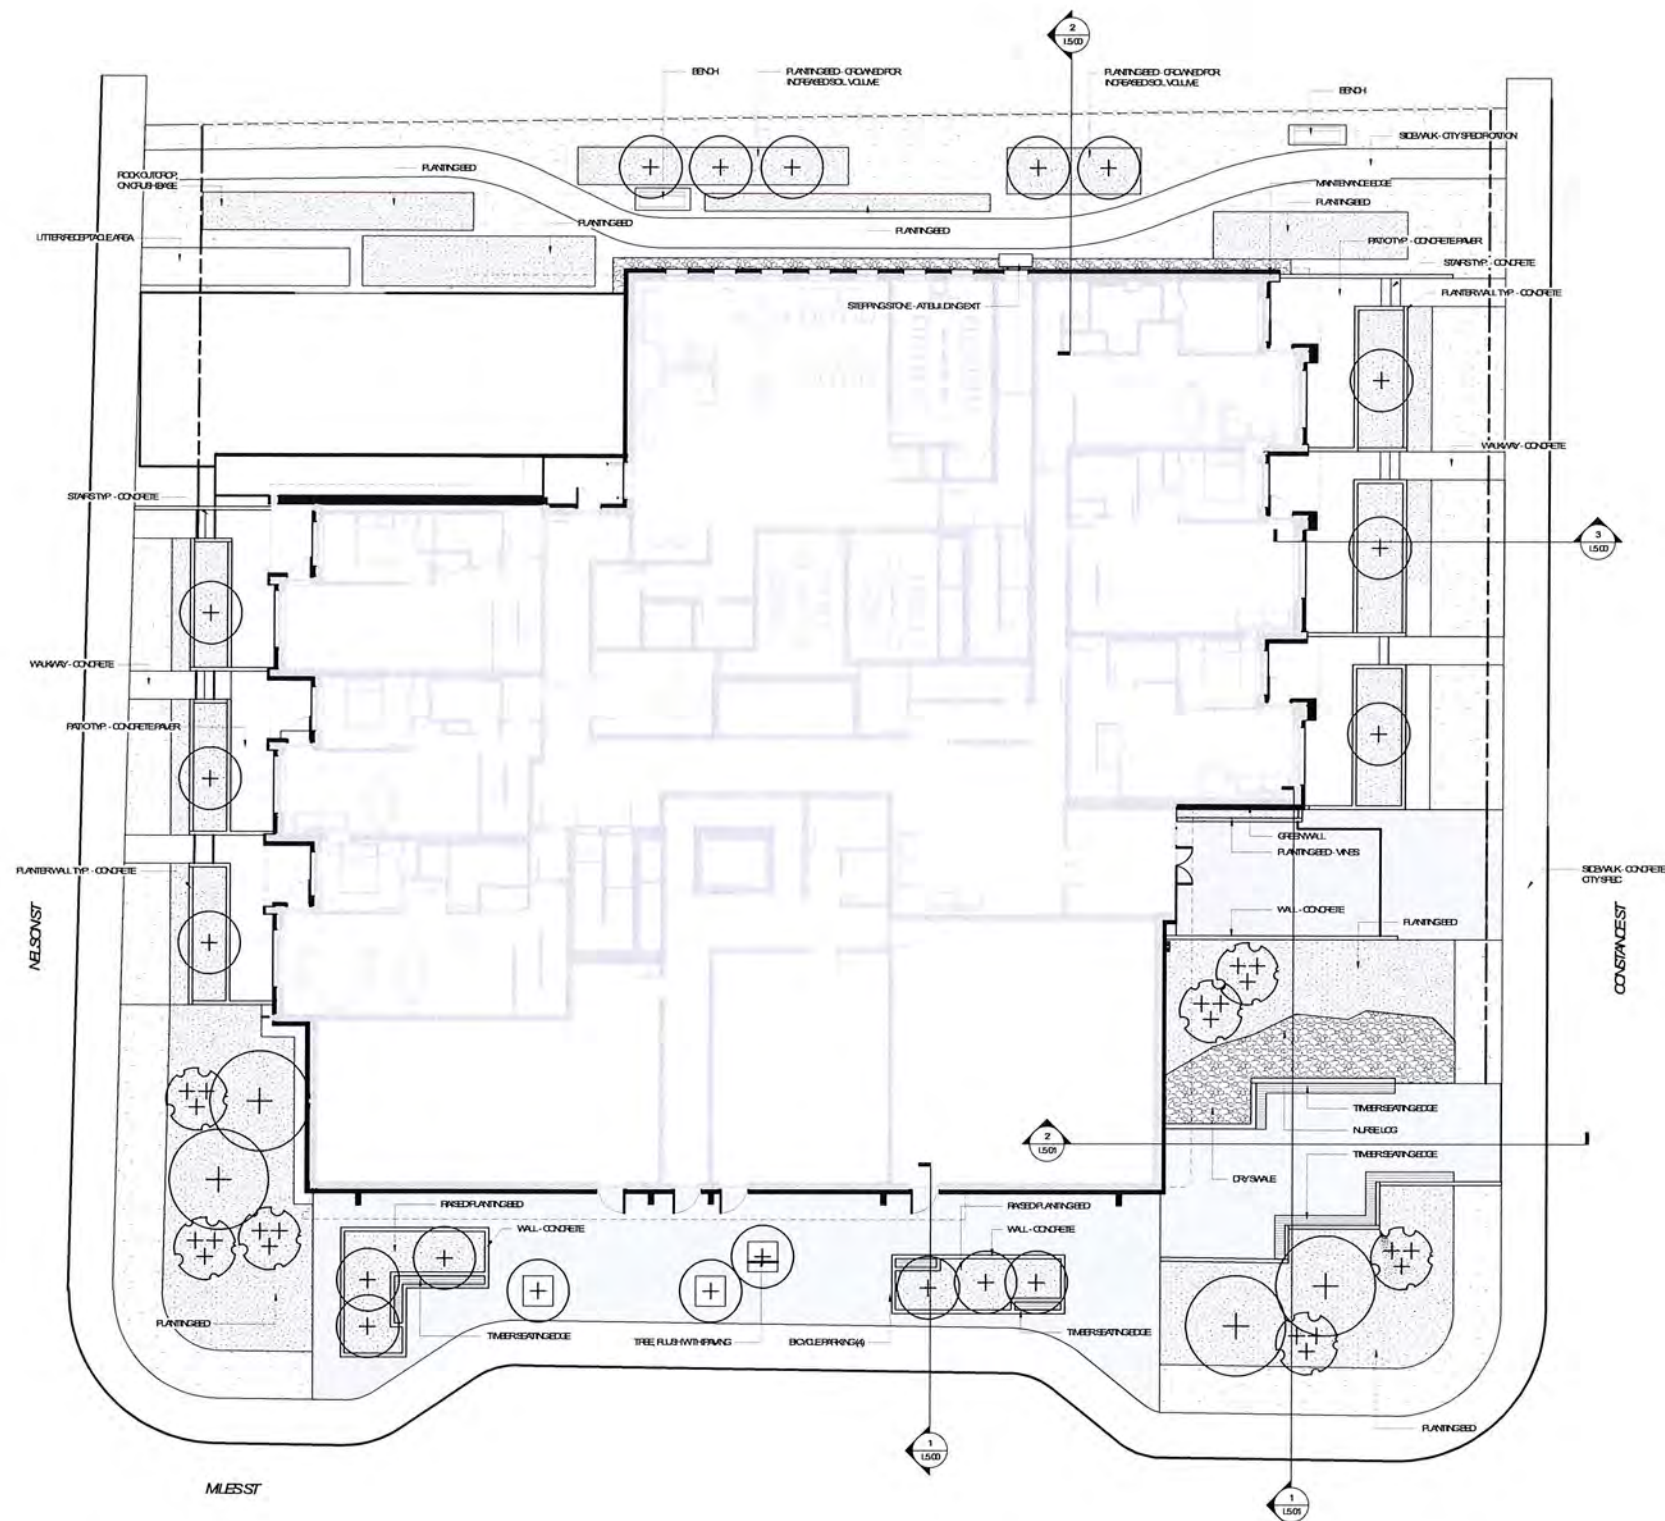 2
L5.00
BENCH
PLANTING BED - CROWNED FOR
INCREASED SOIL VOLUME
PLANTING BED - CROWNED FOR
INCREASED SOIL VOLUME
BENCH
SIDEWALK - CITY SPECIFICATION
PLANTING BED
ROCK OUTCROP,
ON CRUSH BASE
MAINTENANCE EDGE
PLANTING BED
PLANTING BED
PLANTING BED
LITTER RECEPTACLE AREA
PATIO TYP. - CONCRETE PAVER
STAIRS TYP. - CONCRETE
PLANTER WALL TYP. - CONCRETE
STEPPING STONE - AT BUILDING EXIT
WALKWAY - CONCRETE
STAIRS TYP. - CONCRETE
3
L5.00
WALKWAY - CONCRETE
PATIO TYP. - CONCRETE PAVER
GREEN WALL
PLANTING BED - VINES
PLANTER WALL TYP. - CONCRETE
SIDEWALK - CONCRETE
CITY SPEC
WALL - CONCRETE
PLANTING BED
NELSON ST
CONSTANCE ST
TIMBER SEATING EDGE
NURSE LOG
2
L5.01
TIMBER SEATING EDGE
DRY SWALE
RAISED PLANTING BED
RAISED PLANTING BED
WALL - CONCRETE
WALL - CONCRETE
PLANTING BED
TIMBER SEATING EDGE
TREE, FLUSH WITH PAVING
BICYCLE PARKING (4)
TIMBER SEATING EDGE
PLANTING BED
1
L5.00
MILES ST
1
L5.01